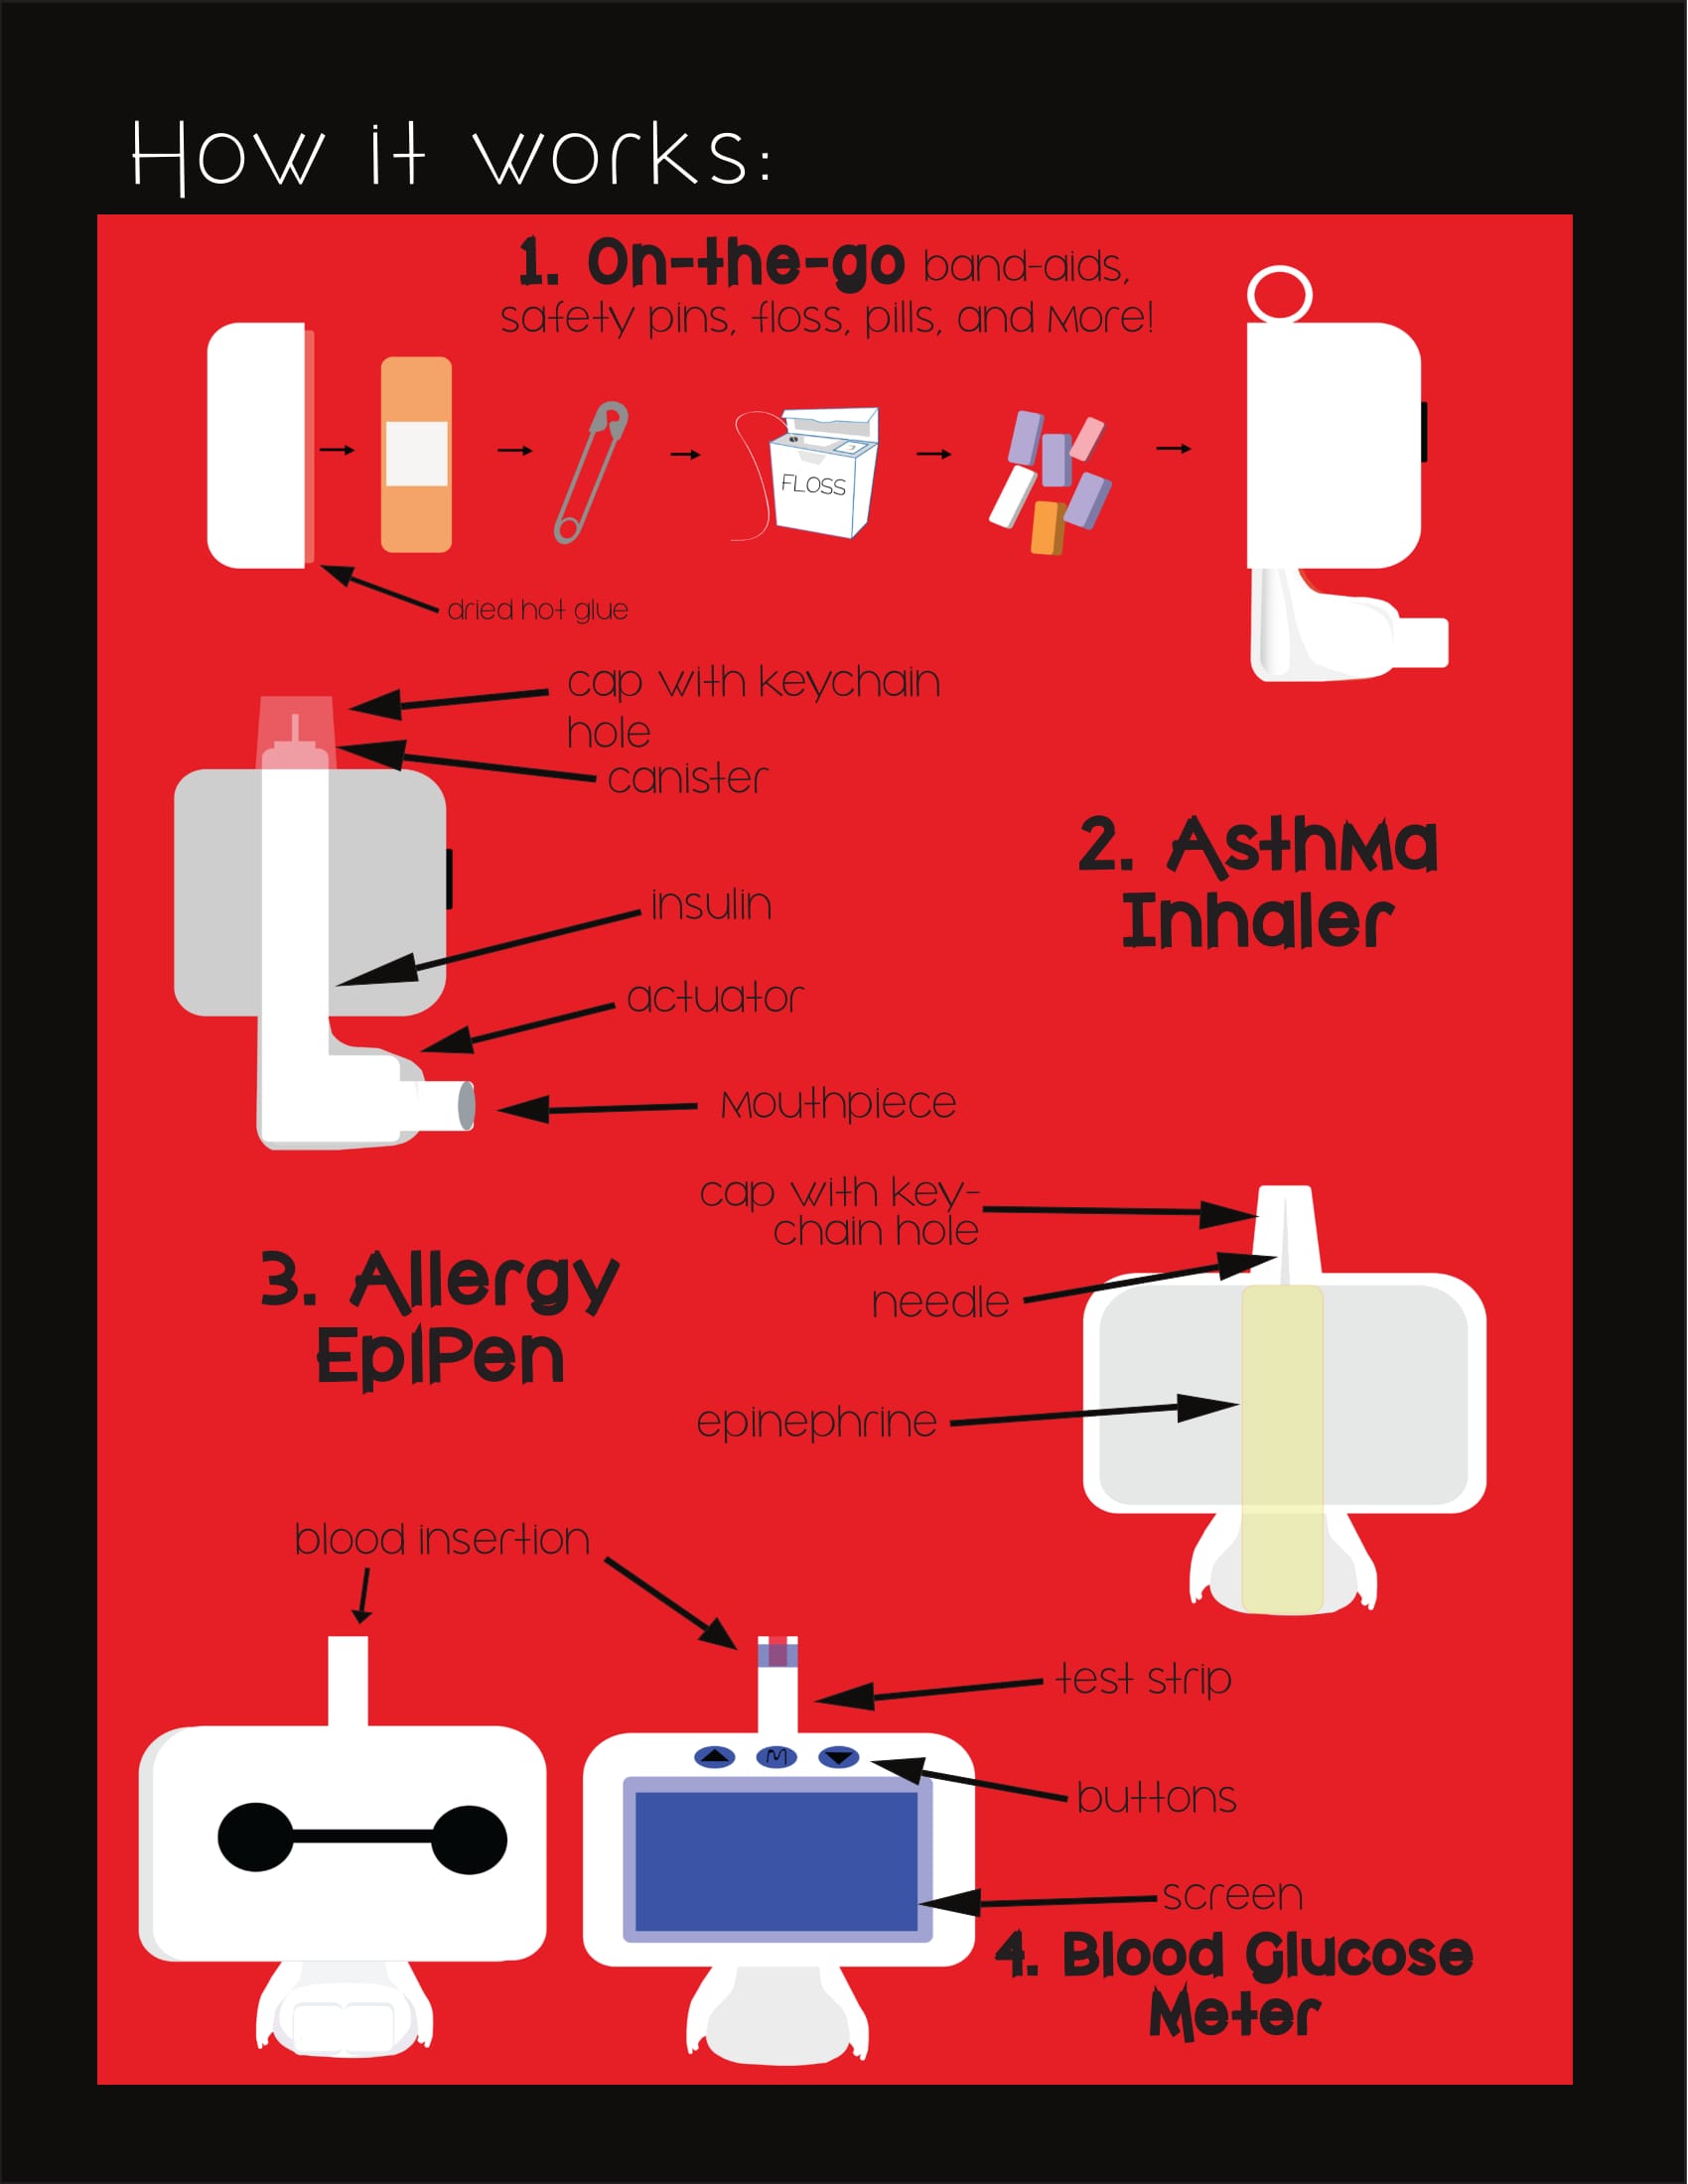 How it works:
1. On-the-go band-aids,
safety pins, floss, pills, and more!
FLOSS
dried hot glue
cap with keychain
hole
canister
2. Asthma
Inhaler
insulin
actuator
Mouthpiece
cap with key-
chain hole
3. Allergy
EpIPen
needle
epinephrine
blood insertion
test strip
M
buttons
screen
4. Blood Glucose
Meter